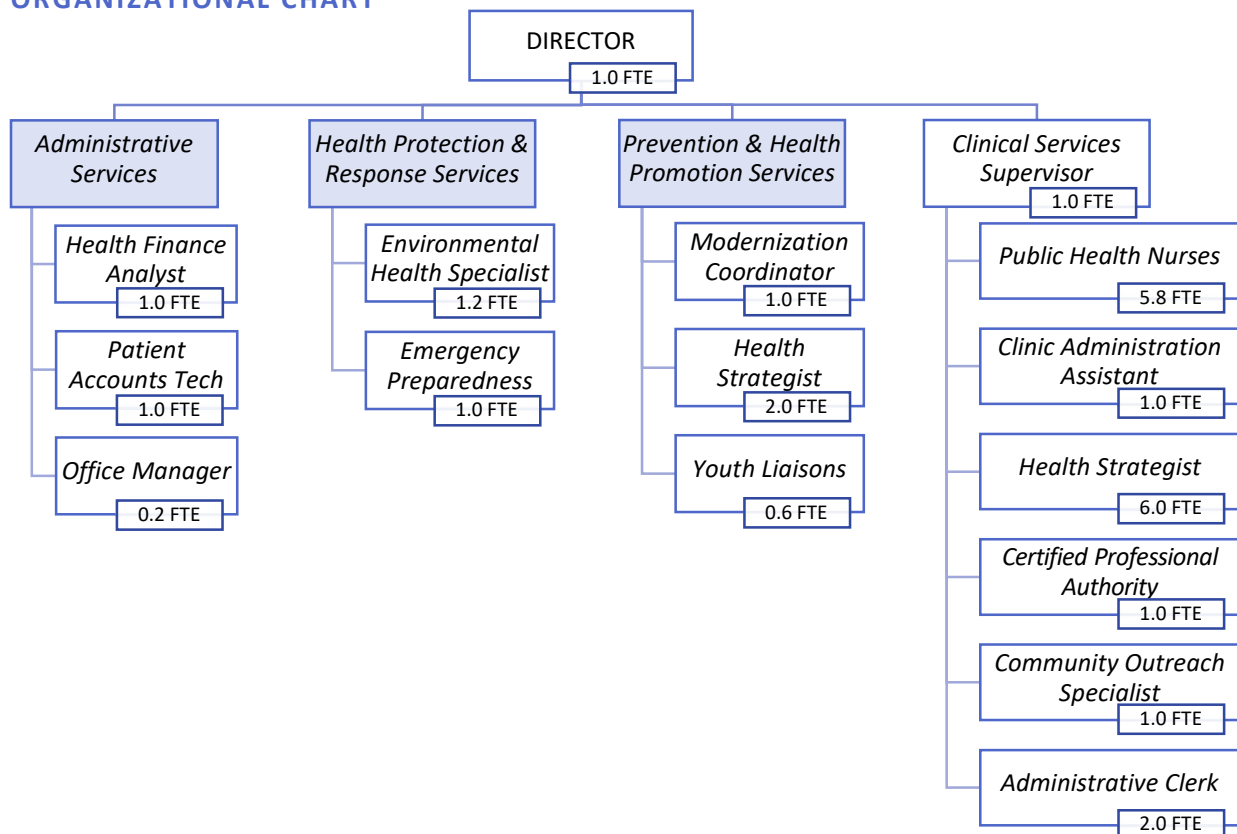 ORGANIZATIONAL CHART
DIRECTOR
1.0 FTE
Administrative
Services
Health Finance
Analyst
1.0 FTE
Patient
Accounts Tech
1.0 FTE
Office Manager
0.2 FTE
Health Protection &
Response Services
Environmental
Health Specialist
1.2 FTE
Emergency
Preparedness
1.0 FTE
Prevention & Health
Promotion Services
Modernization
Coordinator
1.0 FTE
Health
Strategist
2.0 FTE
Youth Liaisons
0.6 FTE
Clinical Services
Supervisor
1.0 FTE
Public Health Nurses
5.8 FTE
Clinic Administration
Assistant
1.0 FTE
Health Strategist
6.0 FTE
Certified Professional
Authority
1.0 FTE
Community Outreach
Specialist
1.0 FTE
Administrative Clerk
2.0 FTE